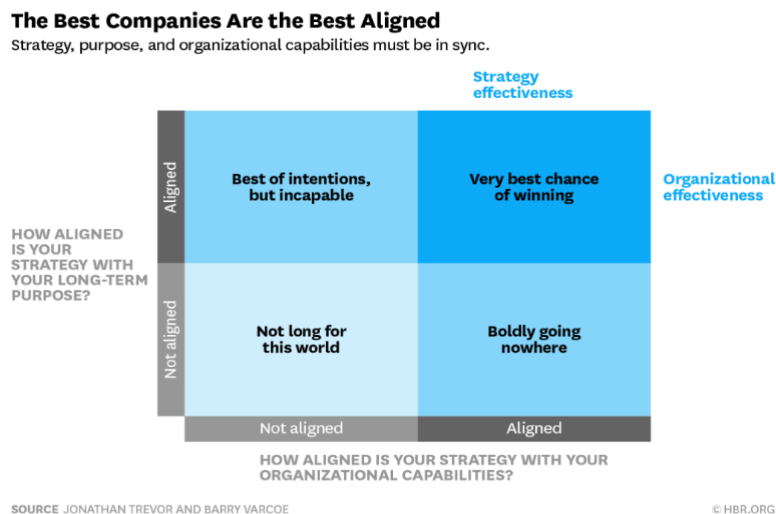 The Best Companies Are the Best Aligned
Strategy, purpose, and organizational capabilities must be in sync.
Strategy
effectiveness
Aligned
Best of intentions,
but incapable
Very best chance
of winning
Organizational
effectiveness
HOW ALIGNED
IS YOUR
STRATEGY WITH
YOUR LONG-TERM
PURPOSE?
Not aligned
Not long for
this world
Boldly going
nowhere
Not aligned
Aligned
HOW ALIGNED IS YOUR STRATEGY WITH YOUR
ORGANIZATIONAL CAPABILITIES?
SOURCE JONATHAN TREVOR AND BARRY VARCOE
© HBR.ORG